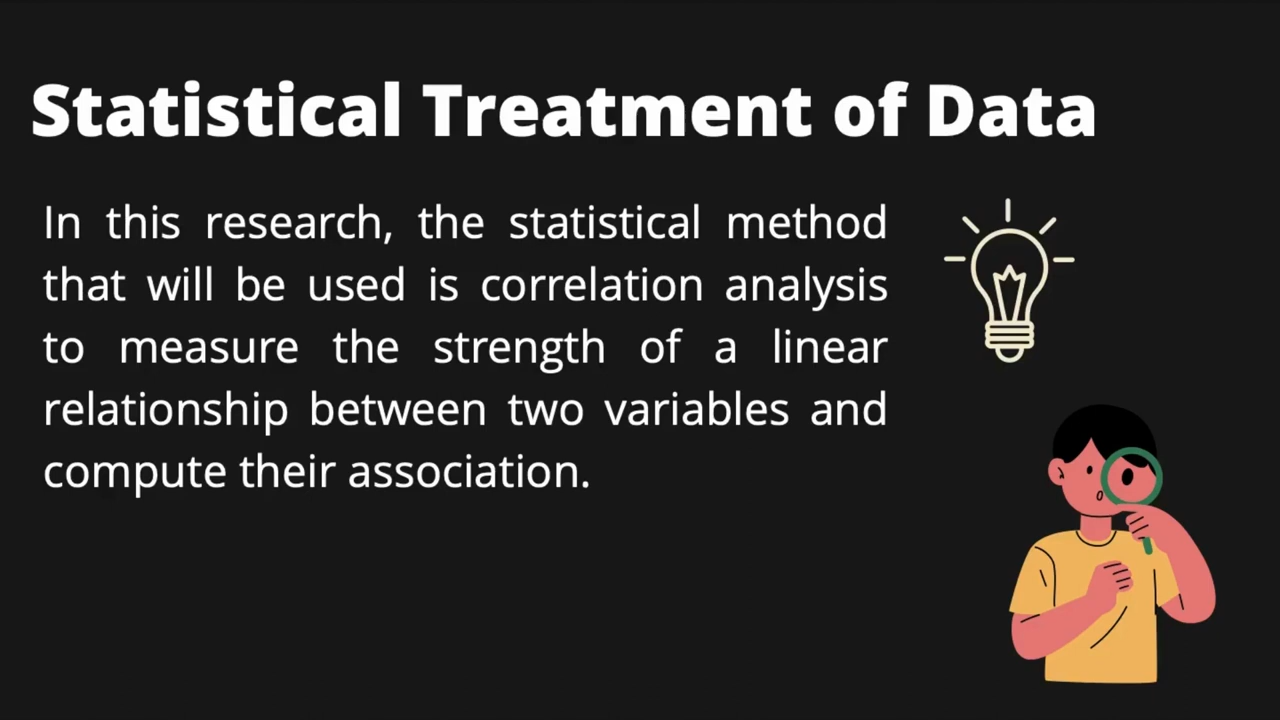 Statistical Treatment of Data
In this research, the statistical method
that will be used is correlation analysis
to measure the strength of a linear
relationship between two variables and
compute their association.